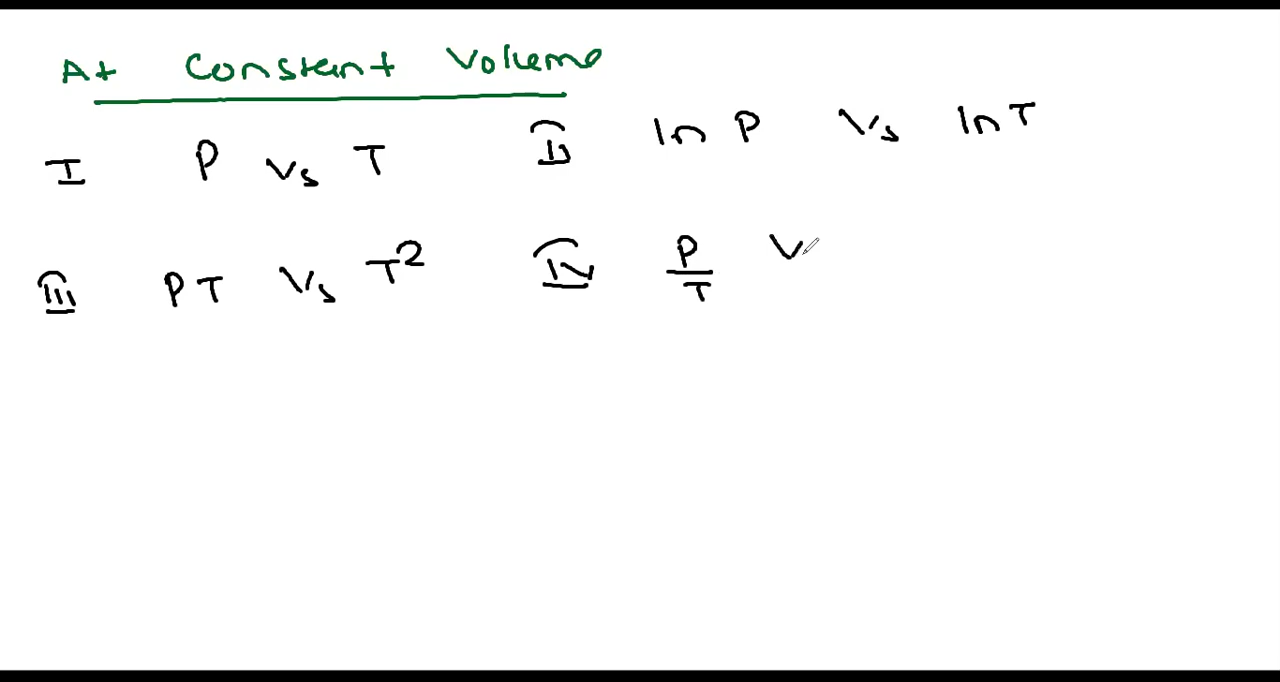 At Constant Volume
I P Vs T II ln P Vs ln T
III PT Vs T² IV P/T V